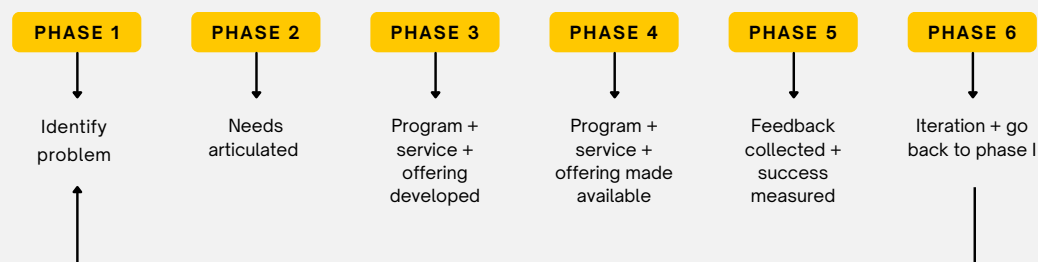 PHASE 1
Identify
problem
PHASE 2
Needs
articulated
PHASE 3
Program +
service +
offering
developed
PHASE 4
Program +
service +
offering made
available
PHASE 5
Feedback
collected +
success
measured
PHASE 6
Iteration + go
back to phase I